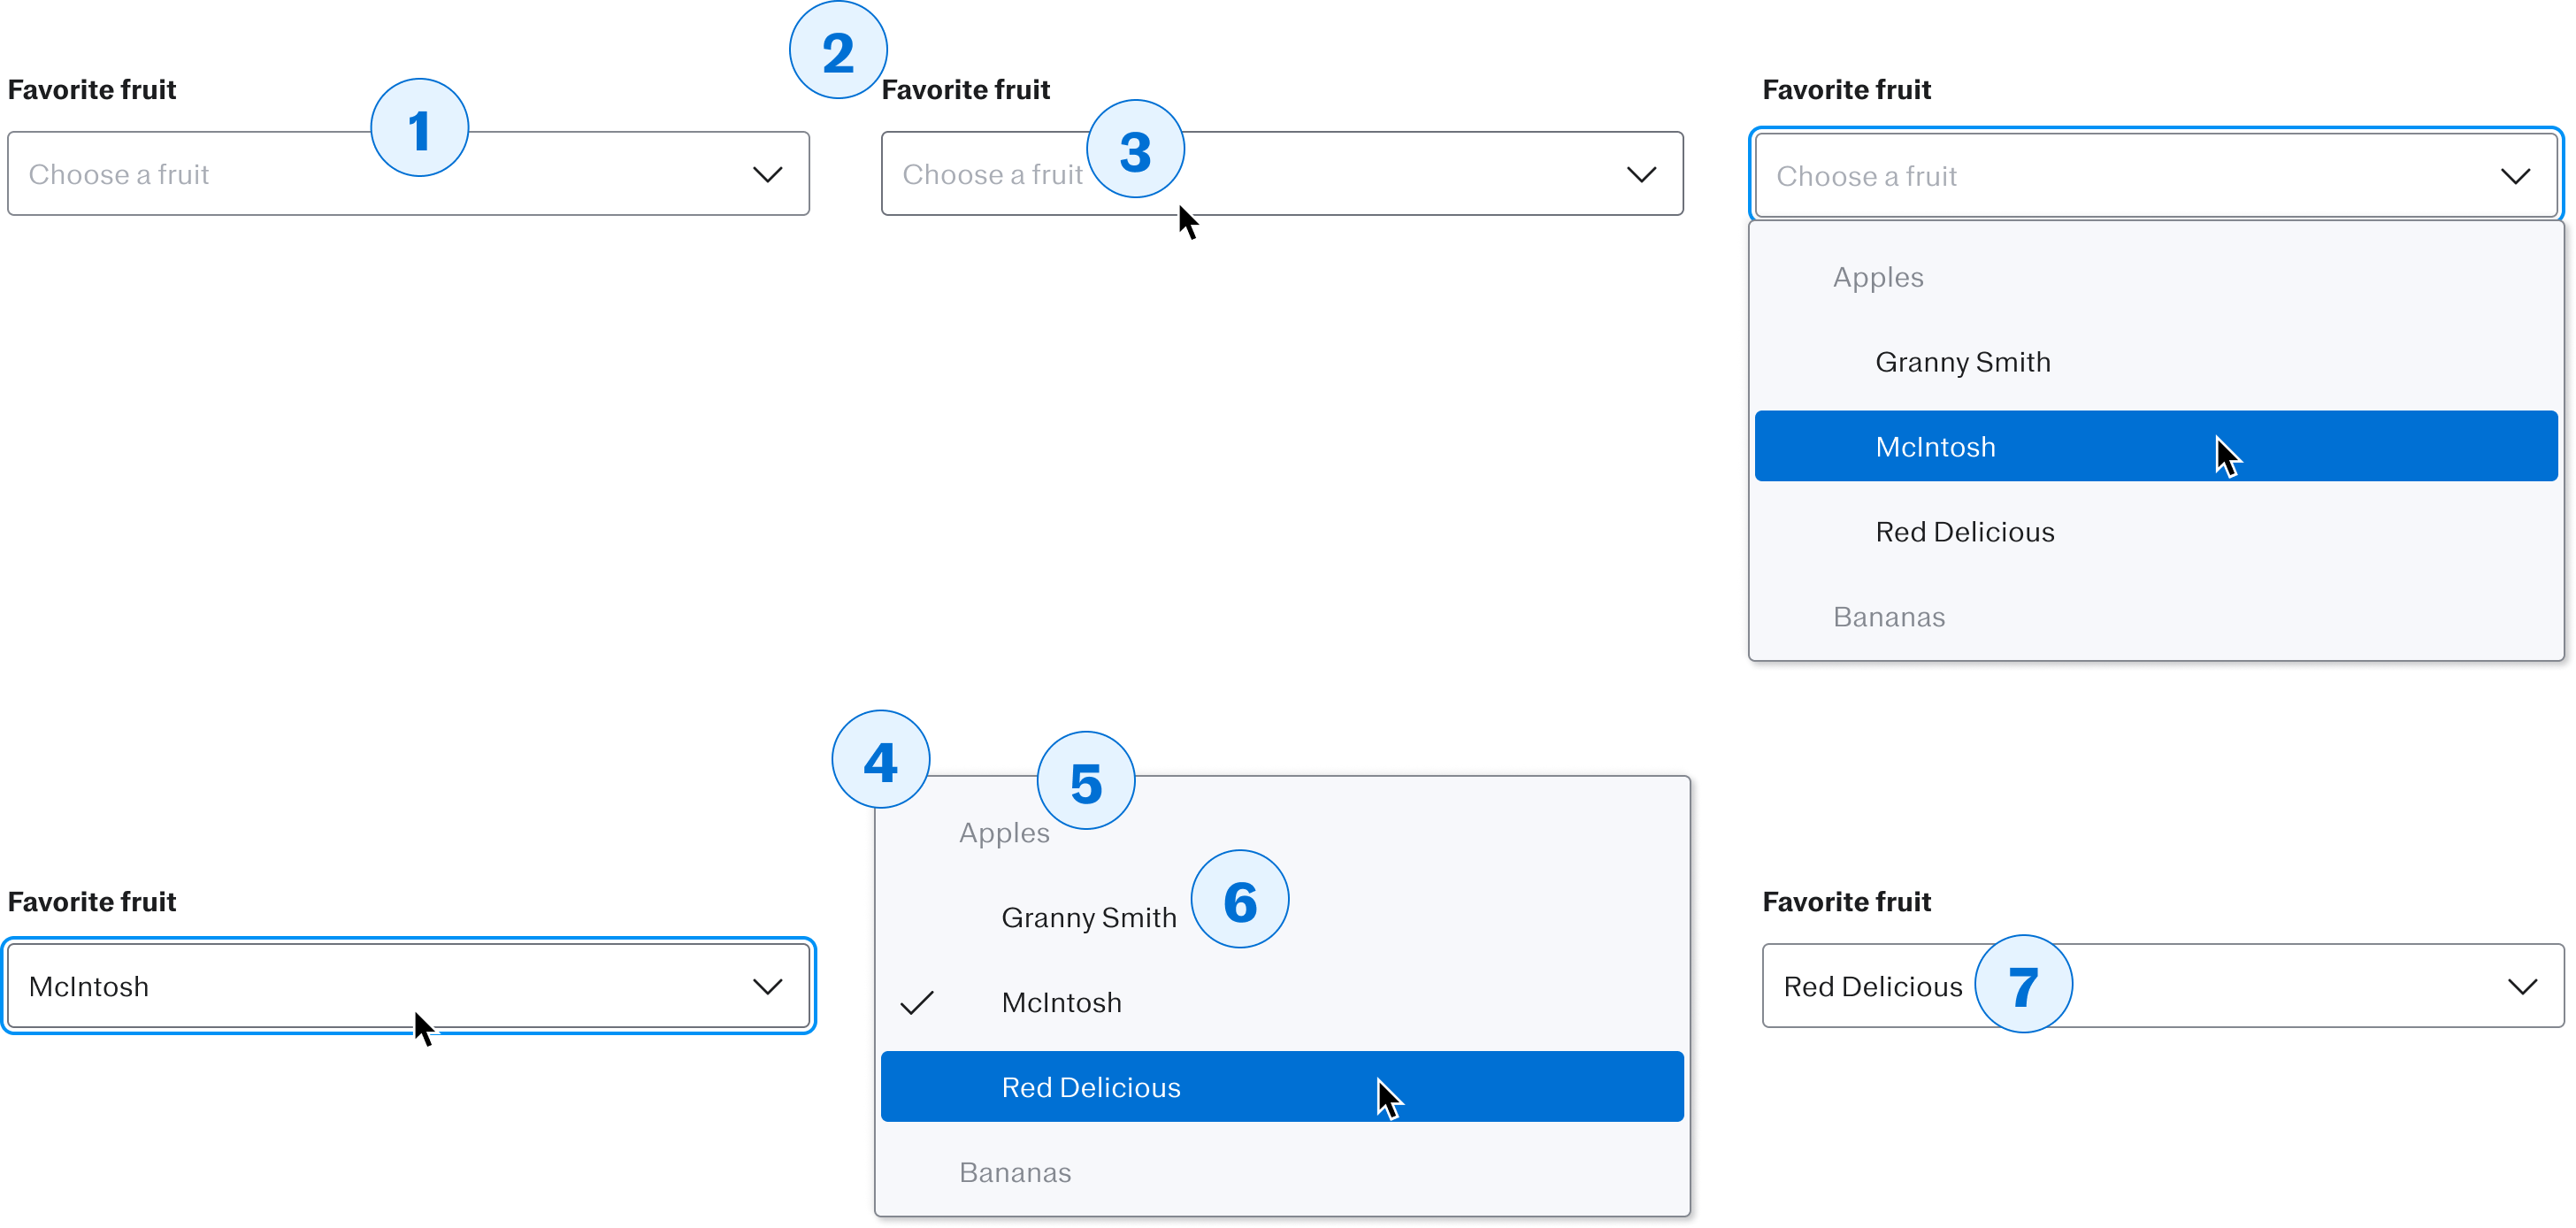 Favorite fruit
1
Choose a fruit
2
Favorite fruit
3
Choose a fruit
Favorite fruit
Choose a fruit
Apples
Granny Smith
McIntosh
Red Delicious
Bananas
Favorite fruit
McIntosh
4
5
Apples
6
Granny Smith
McIntosh
Red Delicious
Bananas
Favorite fruit
Red Delicious
7